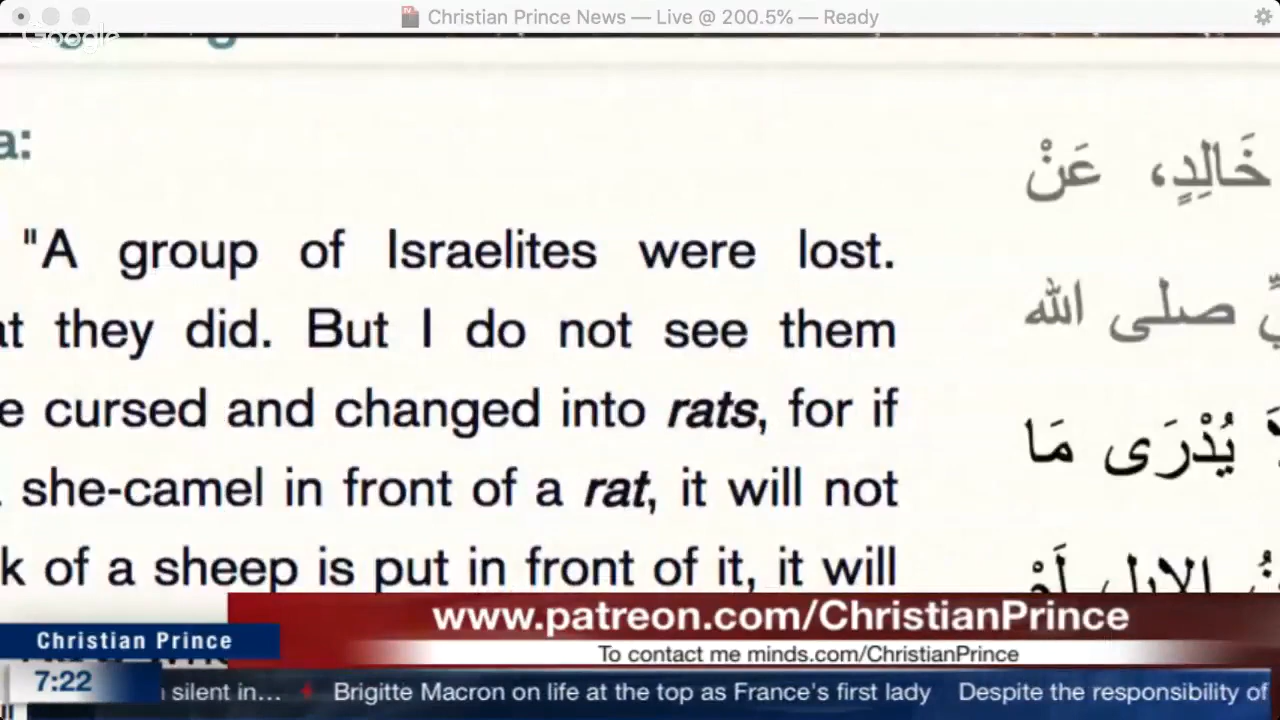 Christian Prince News — Live @ 200.5% — Ready
Google
a:
"A group of Israelites were lost.
at they did. But I do not see them
e cursed and changed into rats, for if
she-camel in front of a rat, it will not
k of a sheep is put in front of it, it will
خَالِدٍ، عَنْ
صلى الله
يُدْرَى مَا
الإِبِلِ لَمْ
www.patreon.com/ChristianPrince
To contact me minds.com/ChristianPrince
Christian Prince
7:22
silent in... Brigitte Macron on life at the top as France's first lady Despite the responsibility of